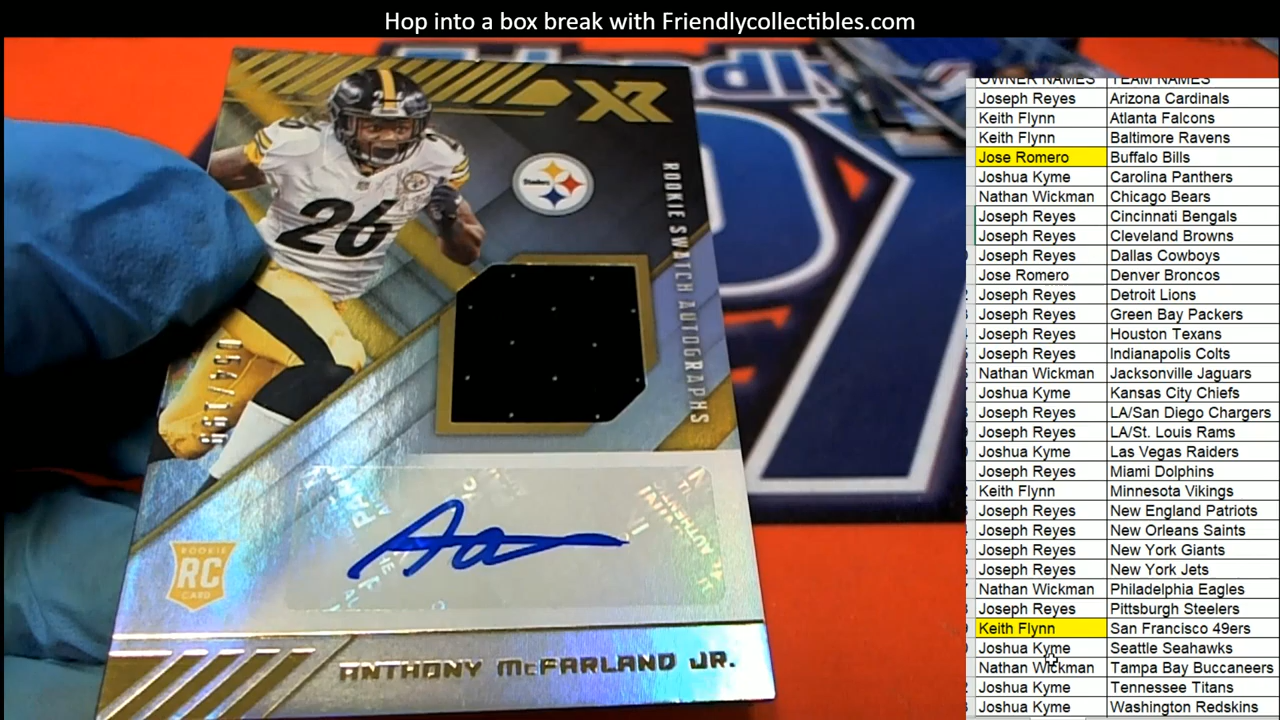 Hop into a box break with Friendlycollectibles.com
XR
26
Steelers
ROOKIE SWATCH AUTOGRAPHS
ROOKIE
RC
CARD
ANTHONY McFARLAND JR.
OWNER NAMES TEAM NAMES
Joseph Reyes Arizona Cardinals
Keith Flynn Atlanta Falcons
Keith Flynn Baltimore Ravens
Jose Romero Buffalo Bills
Joshua Kyme Carolina Panthers
Nathan Wickman Chicago Bears
Joseph Reyes Cincinnati Bengals
Joseph Reyes Cleveland Browns
Joseph Reyes Dallas Cowboys
Jose Romero Denver Broncos
Joseph Reyes Detroit Lions
Joseph Reyes Green Bay Packers
Joseph Reyes Houston Texans
Joseph Reyes Indianapolis Colts
Nathan Wickman Jacksonville Jaguars
Joshua Kyme Kansas City Chiefs
Joseph Reyes LA/San Diego Chargers
Joseph Reyes LA/St. Louis Rams
Joshua Kyme Las Vegas Raiders
Joseph Reyes Miami Dolphins
Keith Flynn Minnesota Vikings
Joseph Reyes New England Patriots
Joseph Reyes New Orleans Saints
Joseph Reyes New York Giants
Joseph Reyes New York Jets
Nathan Wickman Philadelphia Eagles
Joseph Reyes Pittsburgh Steelers
Keith Flynn San Francisco 49ers
Joshua Kyme Seattle Seahawks
Nathan Wickman Tampa Bay Buccaneers
Joshua Kyme Tennessee Titans
Joshua Kyme Washington Redskins